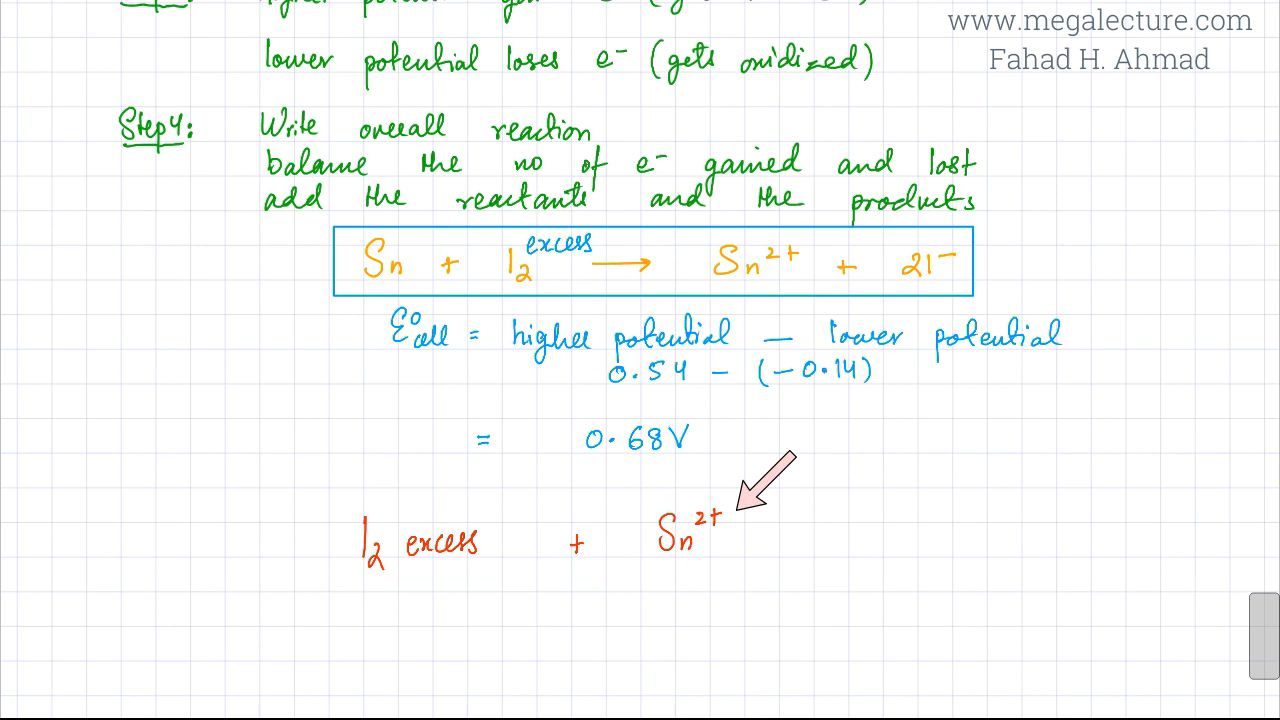 www.megalecture.com
Fahad H. Ahmad
lower potential loses e⁻ (gets oxidized)
Step 4: Write overall reaction
balance the no of e⁻ gained and lost
add the reactants and the products
Sn + I₂ excess ⟶ Sn²⁺ + 2I⁻
E°cell = higher potential – lower potential
0.54 – (–0.14)
= 0.68V
I₂ excess + Sn²⁺